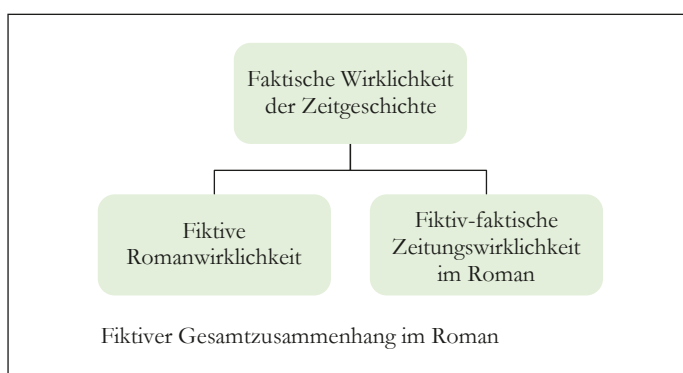 Faktische Wirklichkeit
der Zeitgeschichte
Fiktive
Romanwirklichkeit
Fiktiv-faktische
Zeitungswirklichkeit
im Roman
Fiktiver Gesamtzusammenhang im Roman